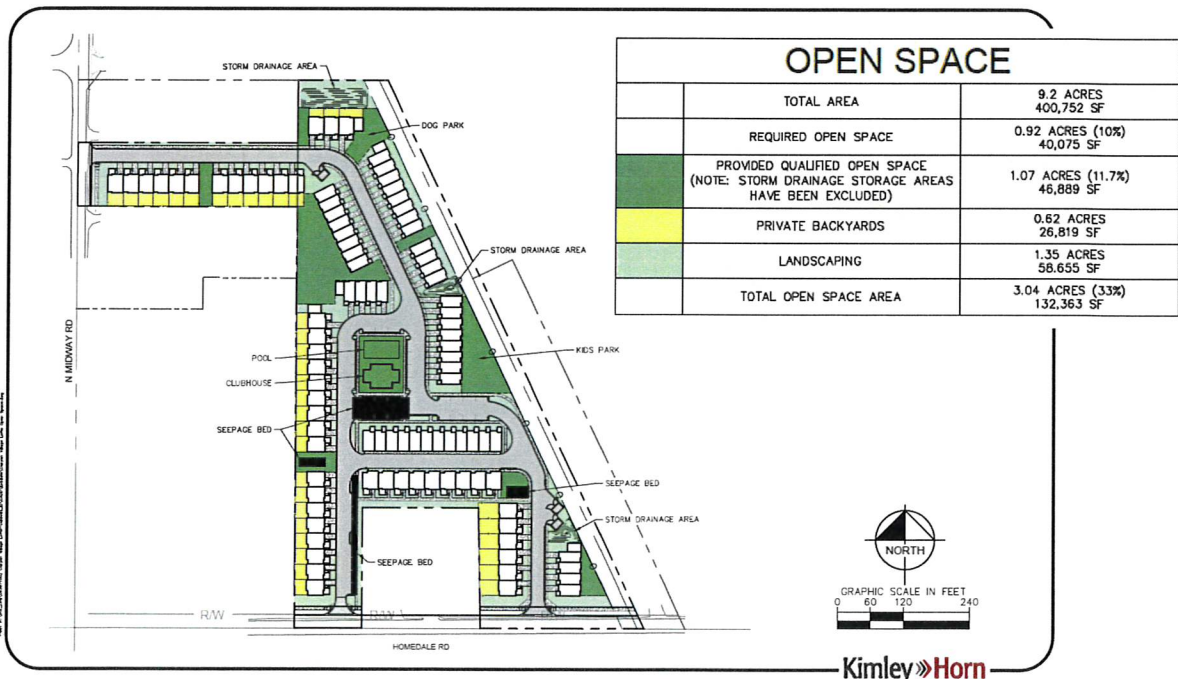 OPEN SPACE
TOTAL AREA
9.2 ACRES
400,752 SF
REQUIRED OPEN SPACE
0.92 ACRES (10%)
40,075 SF
PROVIDED QUALIFIED OPEN SPACE
(NOTE: STORM DRAINAGE STORAGE AREAS
HAVE BEEN EXCLUDED)
1.07 ACRES (11.7%)
46,889 SF
PRIVATE BACKYARDS
0.62 ACRES
26,819 SF
LANDSCAPING
1.35 ACRES
58.655 SF
TOTAL OPEN SPACE AREA
3.04 ACRES (33%)
132,363 SF
STORM DRAINAGE AREA
DOG PARK
STORM DRAINAGE AREA
N MIDWAY RD
POOL
KIDS PARK
CLUBHOUSE
SEEPAGE BED
SEEPAGE BED
STORM DRAINAGE AREA
SEEPAGE BED
R/W
R/W
HOMEDALE RD
NORTH
GRAPHIC SCALE IN FEET
0 60 120 240
Kimley»Horn